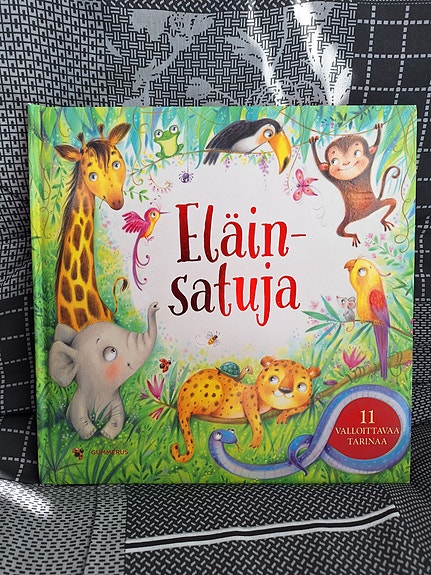 Eläin-
satuja
11
VALLOITTAVAA
TARINAA
GUMMERUS